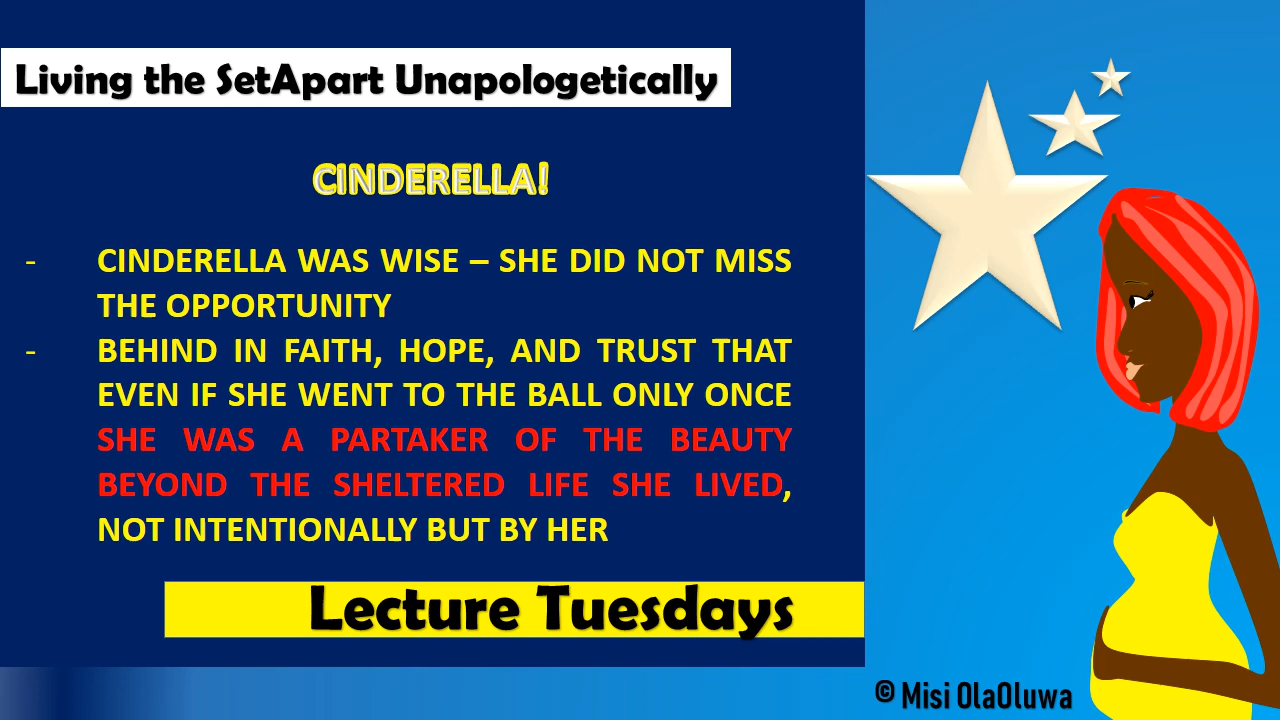 Living the SetApart Unapologetically
CINDERELLA!
- CINDERELLA WAS WISE – SHE DID NOT MISS
THE OPPORTUNITY
- BEHIND IN FAITH, HOPE, AND TRUST THAT
EVEN IF SHE WENT TO THE BALL ONLY ONCE
SHE WAS A PARTAKER OF THE BEAUTY
BEYOND THE SHELTERED LIFE SHE LIVED,
NOT INTENTIONALLY BUT BY HER
Lecture Tuesdays
© Misi OlaOluwa